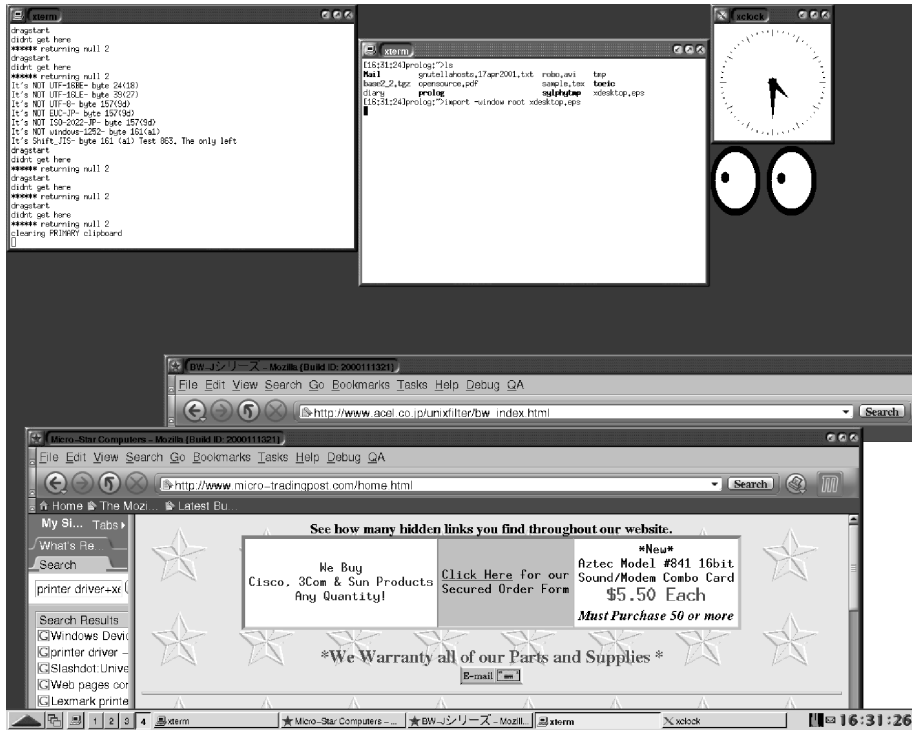 xterm
dragstart
didnt get here
****** returning null 2
dragstart
didnt get here
****** returning null 2
It's NOT UTF-16BE- byte 24(18)
It's NOT UTF-16LE- byte 39(27)
It's NOT UTF-8- byte 157(9d)
It's NOT EUC-JP- byte 157(9d)
It's NOT ISO-2022-JP- byte 157(9d)
It's NOT windows-1252- byte 161(a1)
It's Shift_JIS- byte 161 (a1) Test 863. The only left
dragstart
didnt get here
****** returning null 2
dragstart
didnt get here
****** returning null 2
dragstart
didnt get here
****** returning null 2
clearing PRIMARY clipboard
xterm
[16:31:24]prolog:~>ls
Mail gnutellahosts,17apr2001.txt robo.avi tmp
base2_2.tgz opensource.pdf sample.tex toeic
diary prolog sylphytmp xdesktop.eps
[16:31:24]prolog:~>import -window root xdesktop.eps
xclock
BW-Jシリーズ - Mozilla {Build ID: 2000111321}
File Edit View Search Go Bookmarks Tasks Help Debug QA
http://www.acel.co.jp/unixfilter/bw_index.html
Search
Micro-Star Computers - Mozilla {Build ID: 2000111321}
File Edit View Search Go Bookmarks Tasks Help Debug QA
http://www.micro-tradingpost.com/home.html
Search
Home The Mozi... Latest Bu...
My Si... Tabs
What's Re...
Search
printer driver+xe
Search Results
Windows Devic
printer driver -
Slashdot:Unive
Web pages cor
Lexmark printe
See how many hidden links you find throughout our website.
We Buy
Cisco, 3Com & Sun Products
Any Quantity!
Click Here for our
Secured Order Form
*New*
Aztec Model #841 16bit
Sound/Modem Combo Card
$5.50 Each
Must Purchase 50 or more
*We Warranty all of our Parts and Supplies *
E-mail
1 2 3 4 xterm Micro-Star Computers - ... BW-Jシリーズ - Mozill... xterm xclock 16:31:26